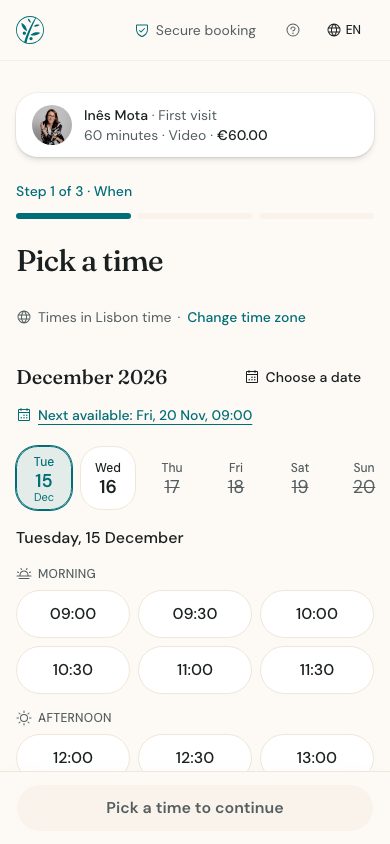 Secure booking
EN
Inês Mota · First visit
60 minutes · Video · €60.00
Step 1 of 3 · When
Pick a time
Times in Lisbon time · Change time zone
December 2026
Choose a date
Next available: Fri, 20 Nov, 09:00
Tue 15 Dec
Wed 16
Thu 17
Fri 18
Sat 19
Sun 20
Tuesday, 15 December
MORNING
09:00 09:30 10:00
10:30 11:00 11:30
AFTERNOON
12:00 12:30 13:00
Pick a time to continue